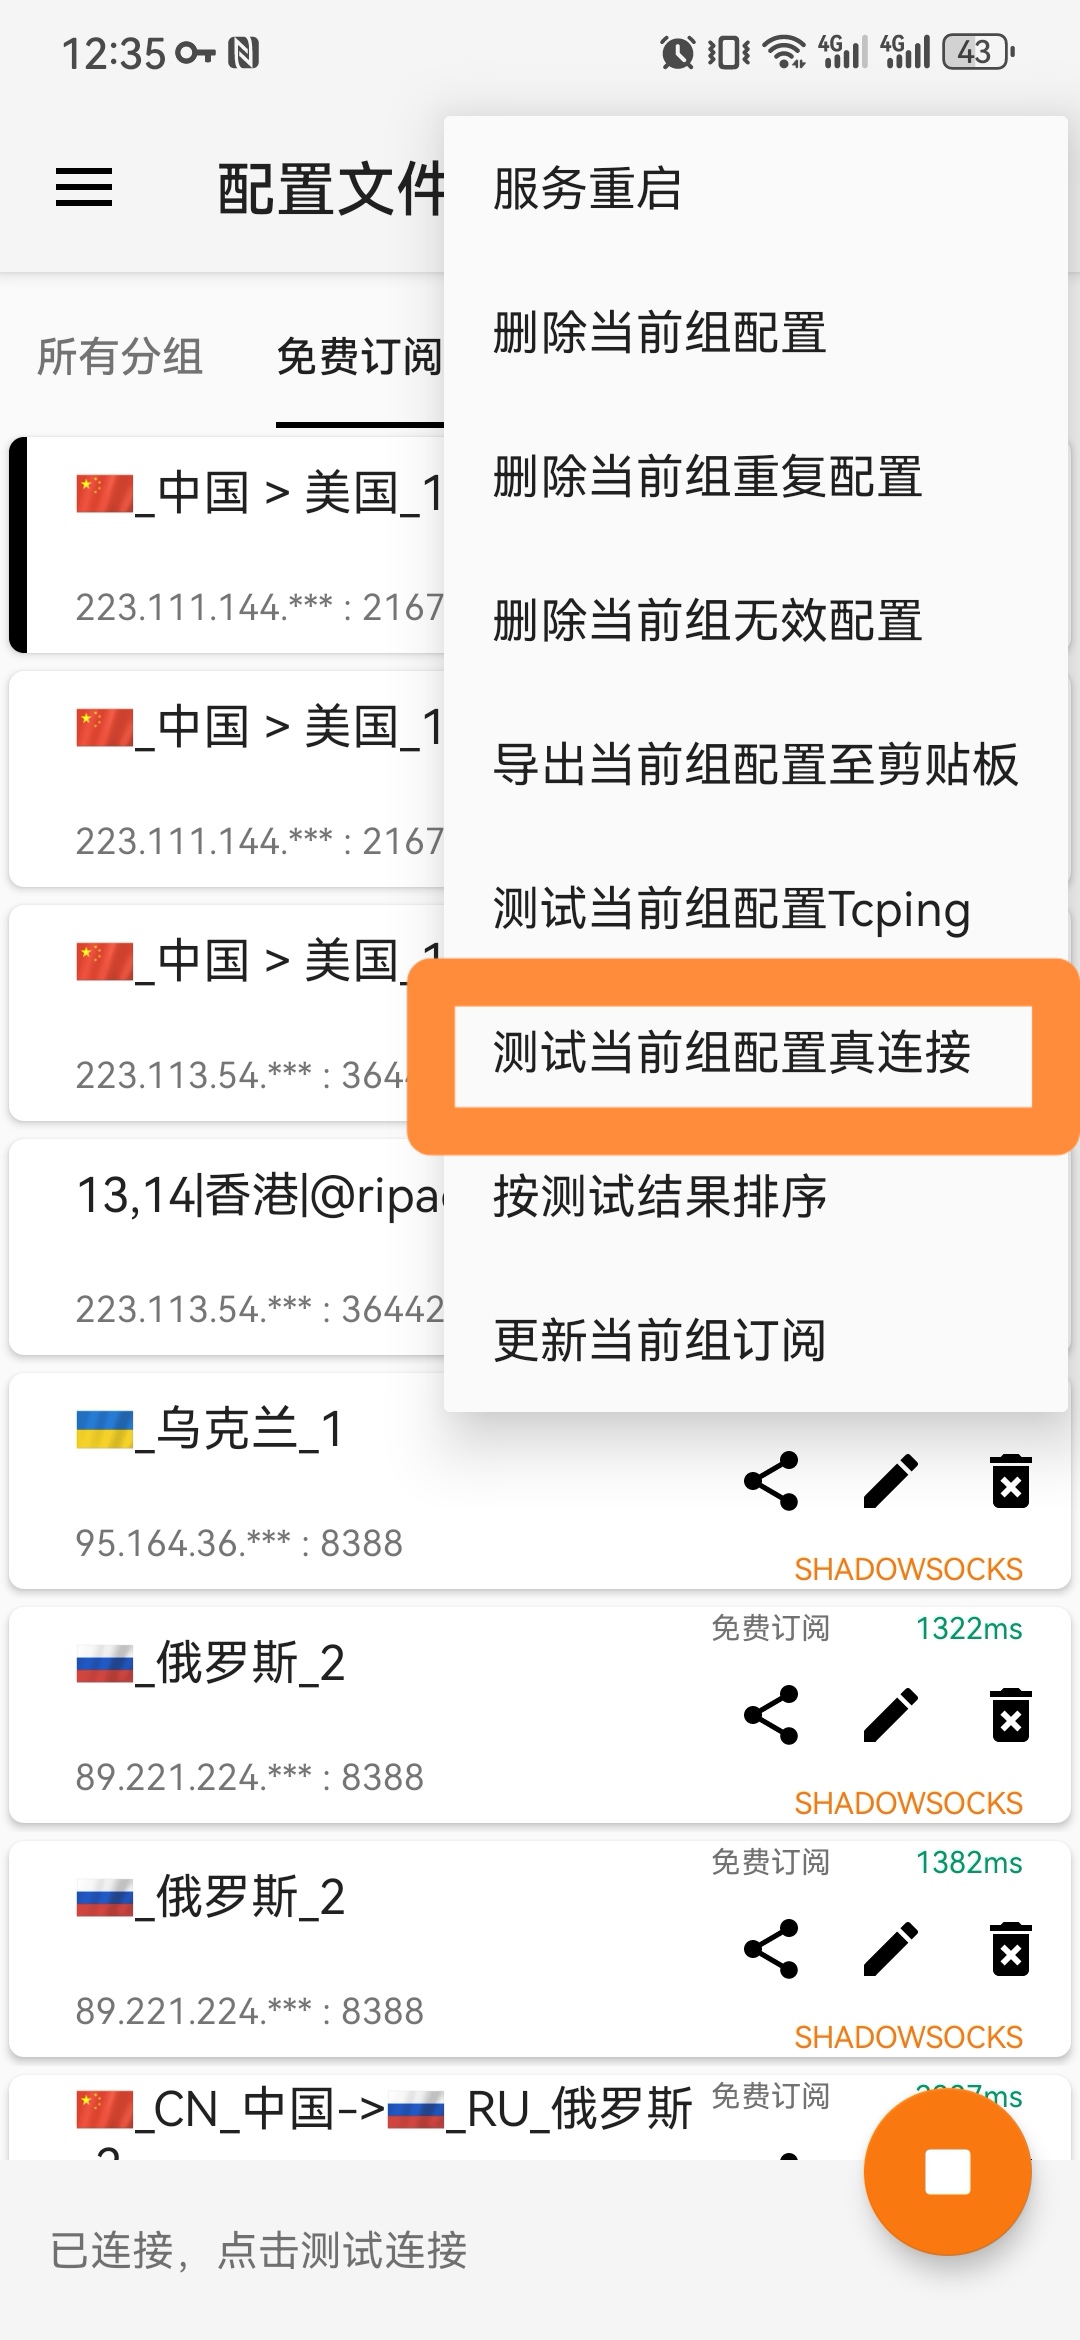 12:35
4G
4G
43
配置文件
服务重启
删除当前组配置
删除当前组重复配置
删除当前组无效配置
导出当前组配置至剪贴板
测试当前组配置Tcping
测试当前组配置真连接
按测试结果排序
更新当前组订阅
所有分组
免费订阅
_中国 > 美国_1
223.111.144.*** : 2167
_中国 > 美国_1
223.111.144.*** : 2167
_中国 > 美国_1
223.113.54.*** : 364
13,14|香港|@ripa
223.113.54.*** : 36442
_乌克兰_1
95.164.36.*** : 8388
SHADOWSOCKS
_俄罗斯_2
免费订阅
1322ms
89.221.224.*** : 8388
SHADOWSOCKS
_俄罗斯_2
免费订阅
1382ms
89.221.224.*** : 8388
SHADOWSOCKS
_CN_中国->_RU_俄罗斯
免费订阅
ms
已连接，点击测试连接